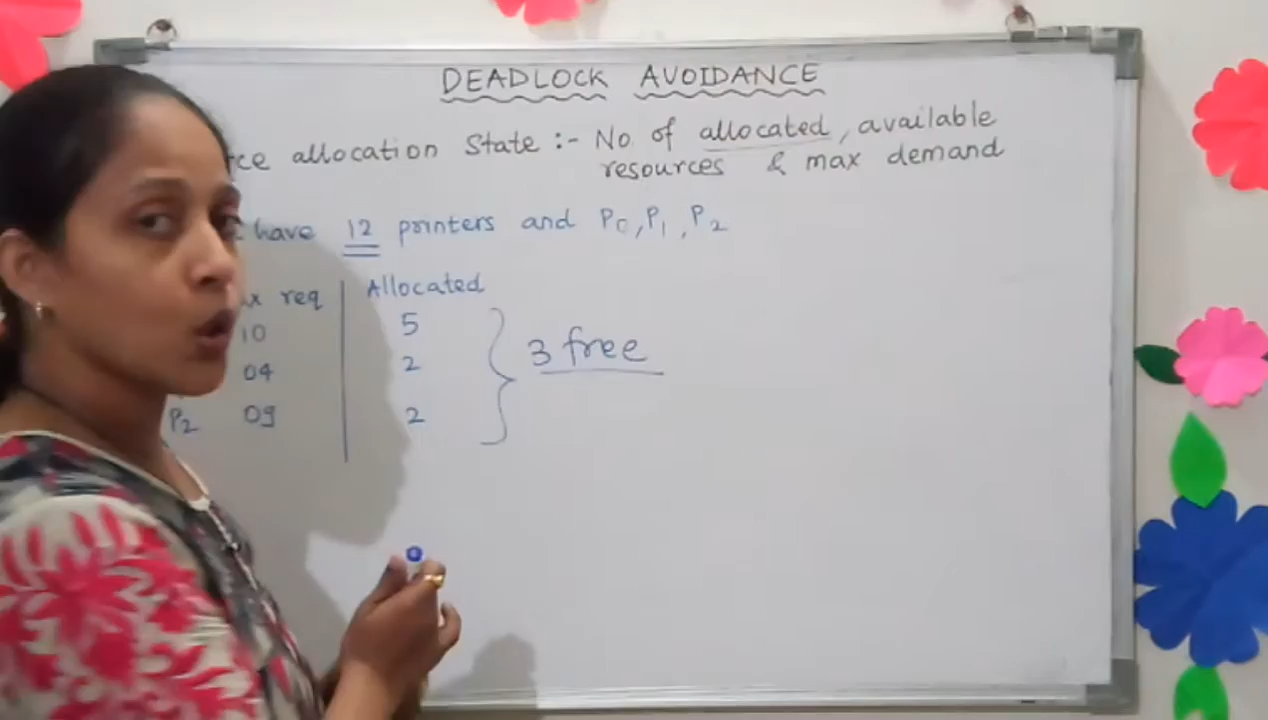 DEADLOCK AVOIDANCE
allocation State :- No. of allocated, available
resources & max demand
have 12 printers and P0, P1, P2
req Allocated
10 5
04 2
P2 09 2
3 free